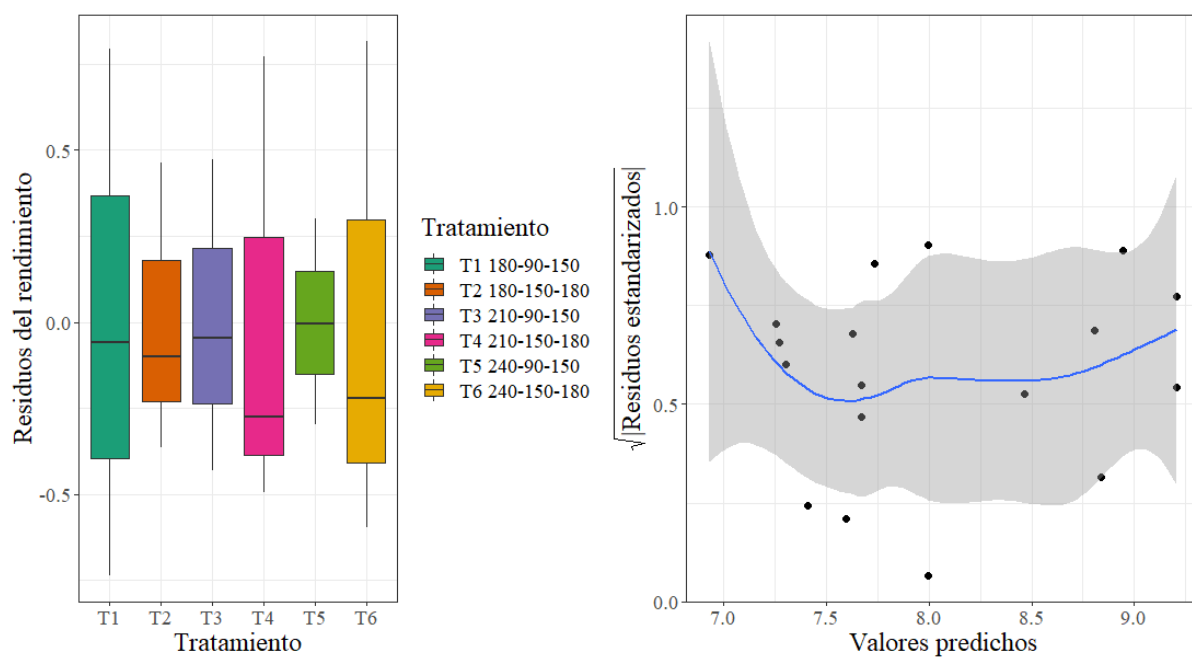 Residuos del rendimiento
0.5
0.0
-0.5
T1 T2 T3 T4 T5 T6
Tratamiento
Tratamiento
T1 180-90-150
T2 180-150-180
T3 210-90-150
T4 210-150-180
T5 240-90-150
T6 240-150-180
√|Residuos estandarizados|
1.0
0.5
0.0
7.0 7.5 8.0 8.5 9.0
Valores predichos